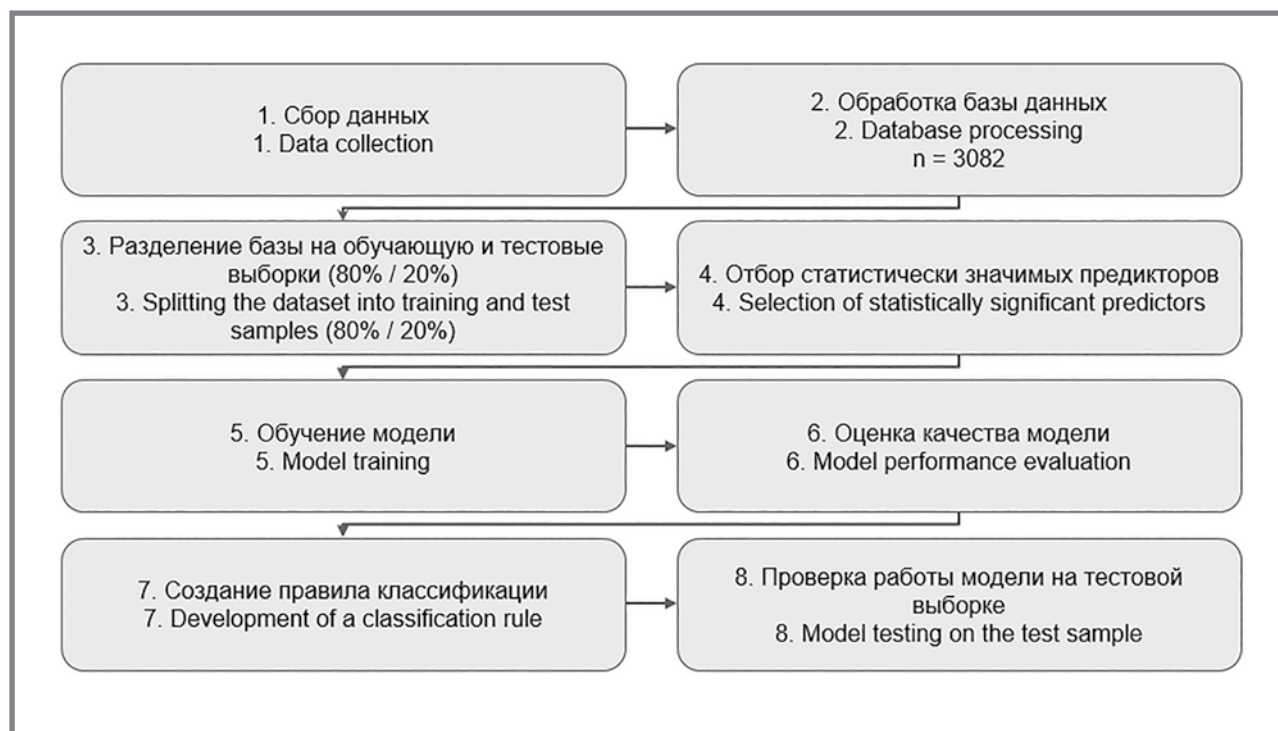 1. Сбор данных
1. Data collection
2. Обработка базы данных
2. Database processing
n = 3082
3. Разделение базы на обучающую и тестовые
выборки (80% / 20%)
3. Splitting the dataset into training and test
samples (80% / 20%)
4. Отбор статистически значимых предикторов
4. Selection of statistically significant predictors
5. Обучение модели
5. Model training
6. Оценка качества модели
6. Model performance evaluation
7. Создание правила классификации
7. Development of a classification rule
8. Проверка работы модели на тестовой
выборке
8. Model testing on the test sample